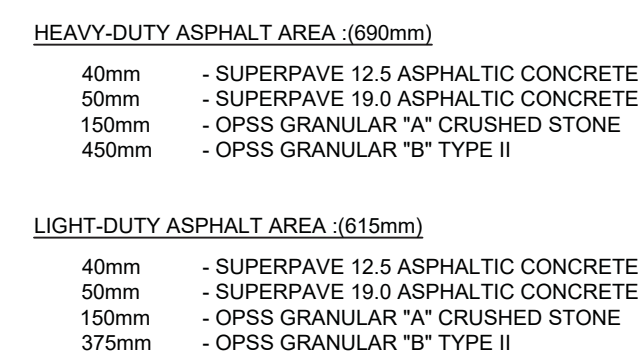 HEAVY-DUTY ASPHALT AREA :(690mm)
40mm - SUPERPAVE 12.5 ASPHALTIC CONCRETE
50mm - SUPERPAVE 19.0 ASPHALTIC CONCRETE
150mm - OPSS GRANULAR "A" CRUSHED STONE
450mm - OPSS GRANULAR "B" TYPE II
LIGHT-DUTY ASPHALT AREA :(615mm)
40mm - SUPERPAVE 12.5 ASPHALTIC CONCRETE
50mm - SUPERPAVE 19.0 ASPHALTIC CONCRETE
150mm - OPSS GRANULAR "A" CRUSHED STONE
375mm - OPSS GRANULAR "B" TYPE II